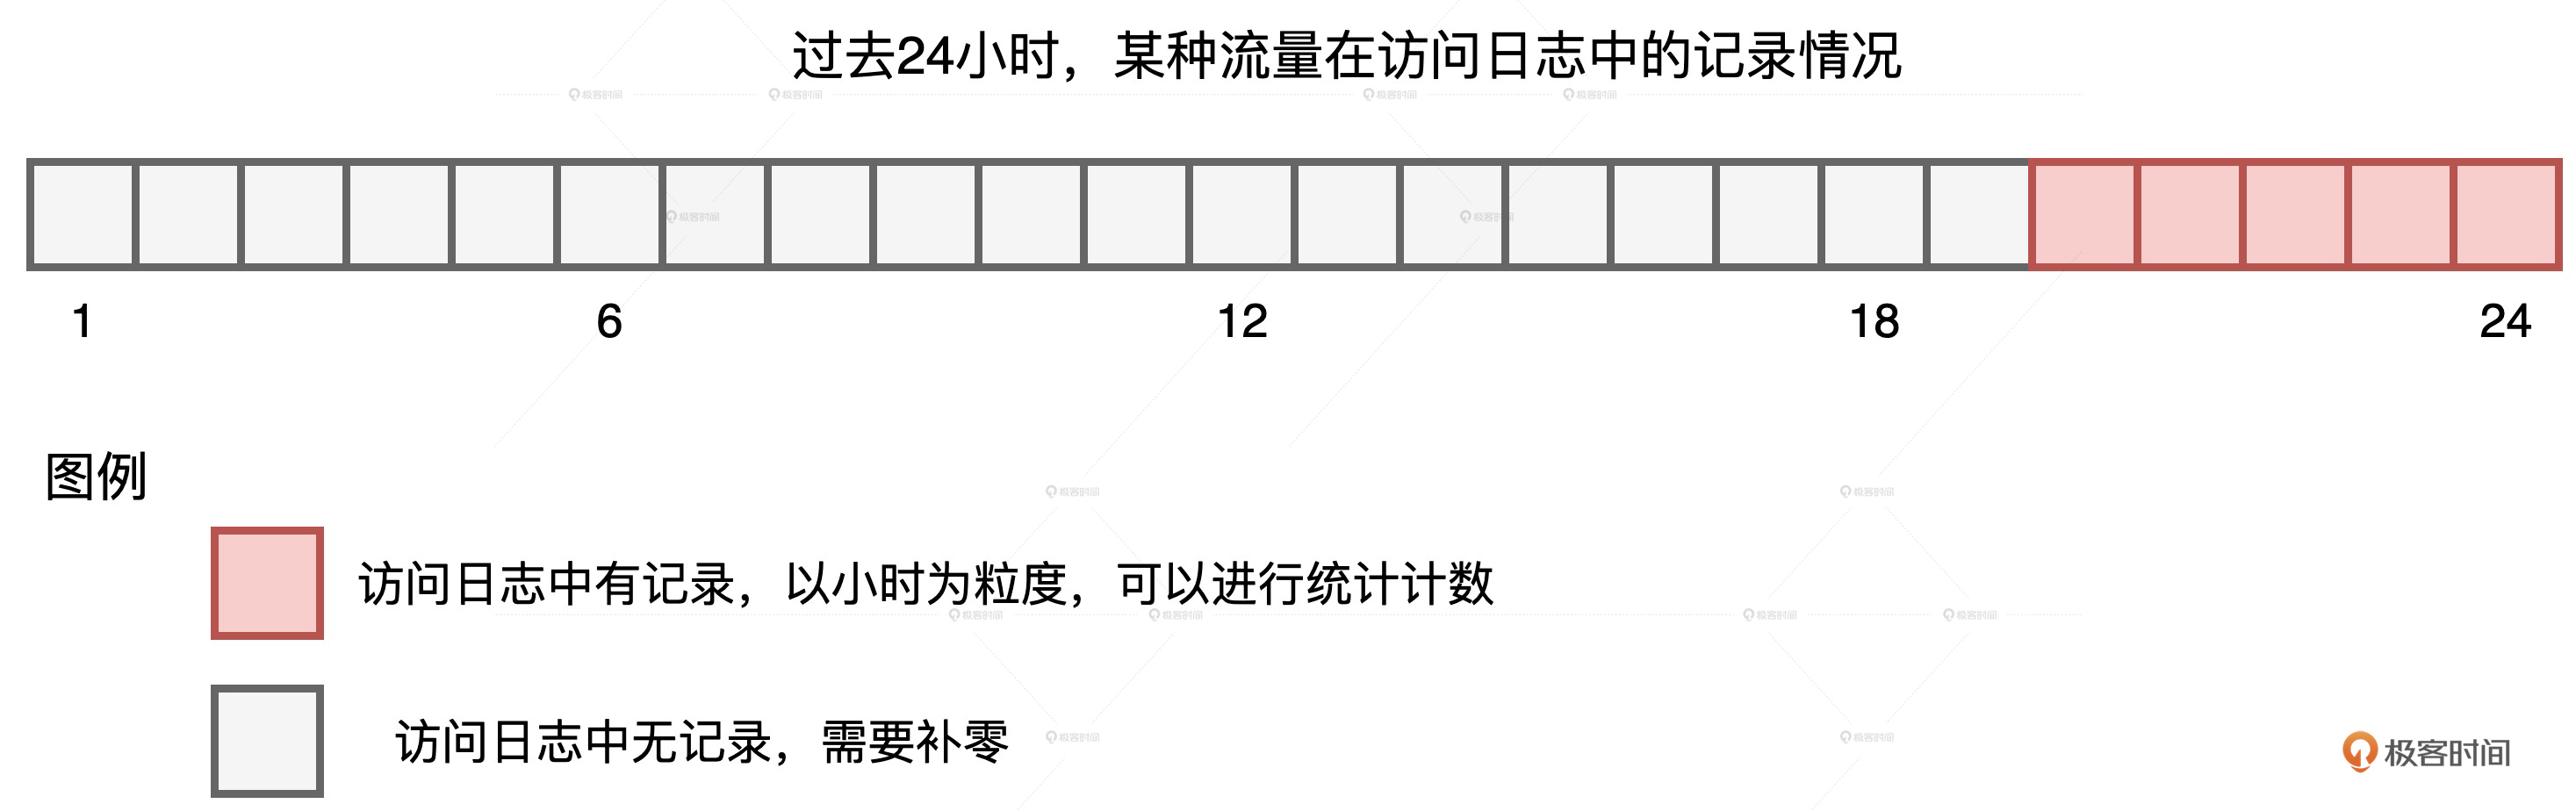 过去24小时，某种流量在访问日志中的记录情况
1 6 12 18 24
图例
访问日志中有记录，以小时为粒度，可以进行统计计数
访问日志中无记录，需要补零
极客时间